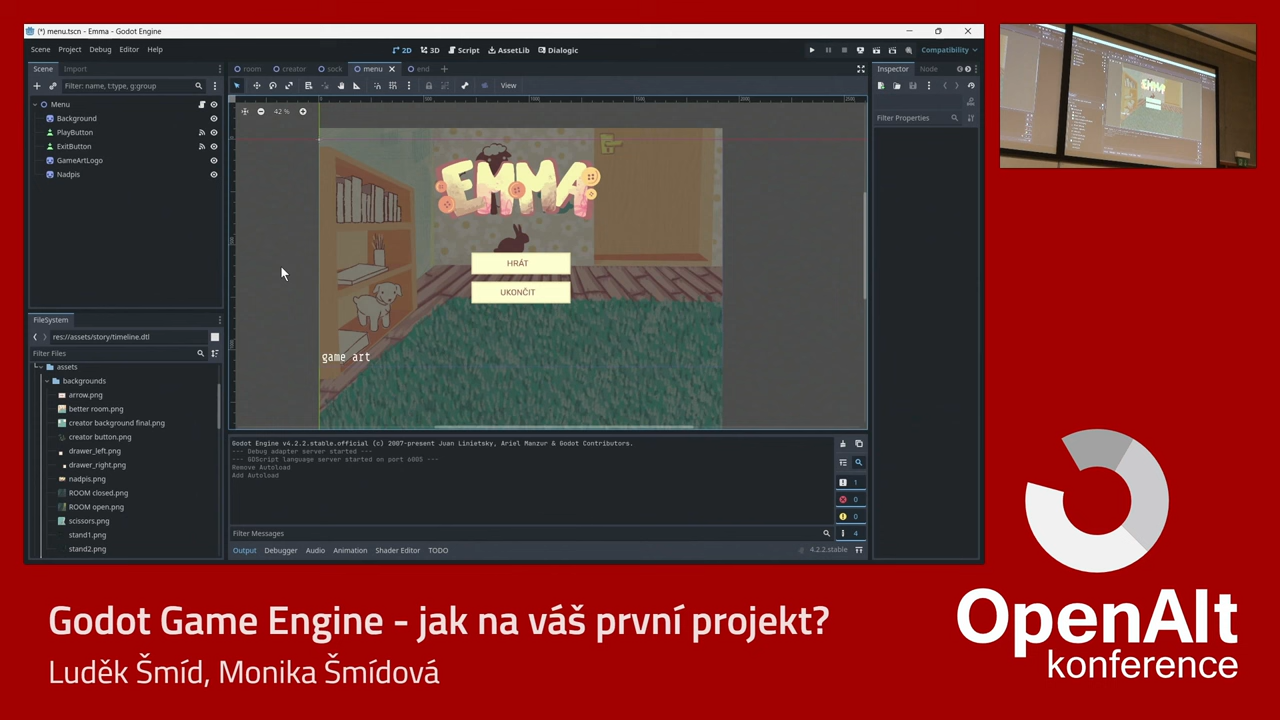 (*) menu.tscn - Emma - Godot Engine
Scene Project Debug Editor Help
2D 3D Script AssetLib Dialogic
Compatibility
Scene Import
room creator sock menu end
Inspector Node
Filter: name, t:type, g:group
View
Menu
Background
PlayButton
ExitButton
GameArtLogo
Nadpis
42 %
Filter Properties
EMMA
HRÁT
UKONČIT
game art
FileSystem
res://assets/story/timeline.dtl
Filter Files
assets
backgrounds
arrow.png
better room.png
creator background final.png
creator button.png
drawer_left.png
drawer_right.png
nadpis.png
ROOM closed.png
ROOM open.png
scissors.png
stand1.png
stand2.png
Godot Engine v4.2.2.stable.official (c) 2007-present Juan Linietsky, Ariel Manzur & Godot Contributors.
--- Debug adapter server started ---
--- GDScript language server started on port 6005 ---
Remove Autoload
Add Autoload
1
0
0
4
Filter Messages
Output Debugger Audio Animation Shader Editor TODO
4.2.2.stable
Godot Game Engine - jak na váš první projekt?
Luděk Šmíd, Monika Šmídová
OpenAlt
konference